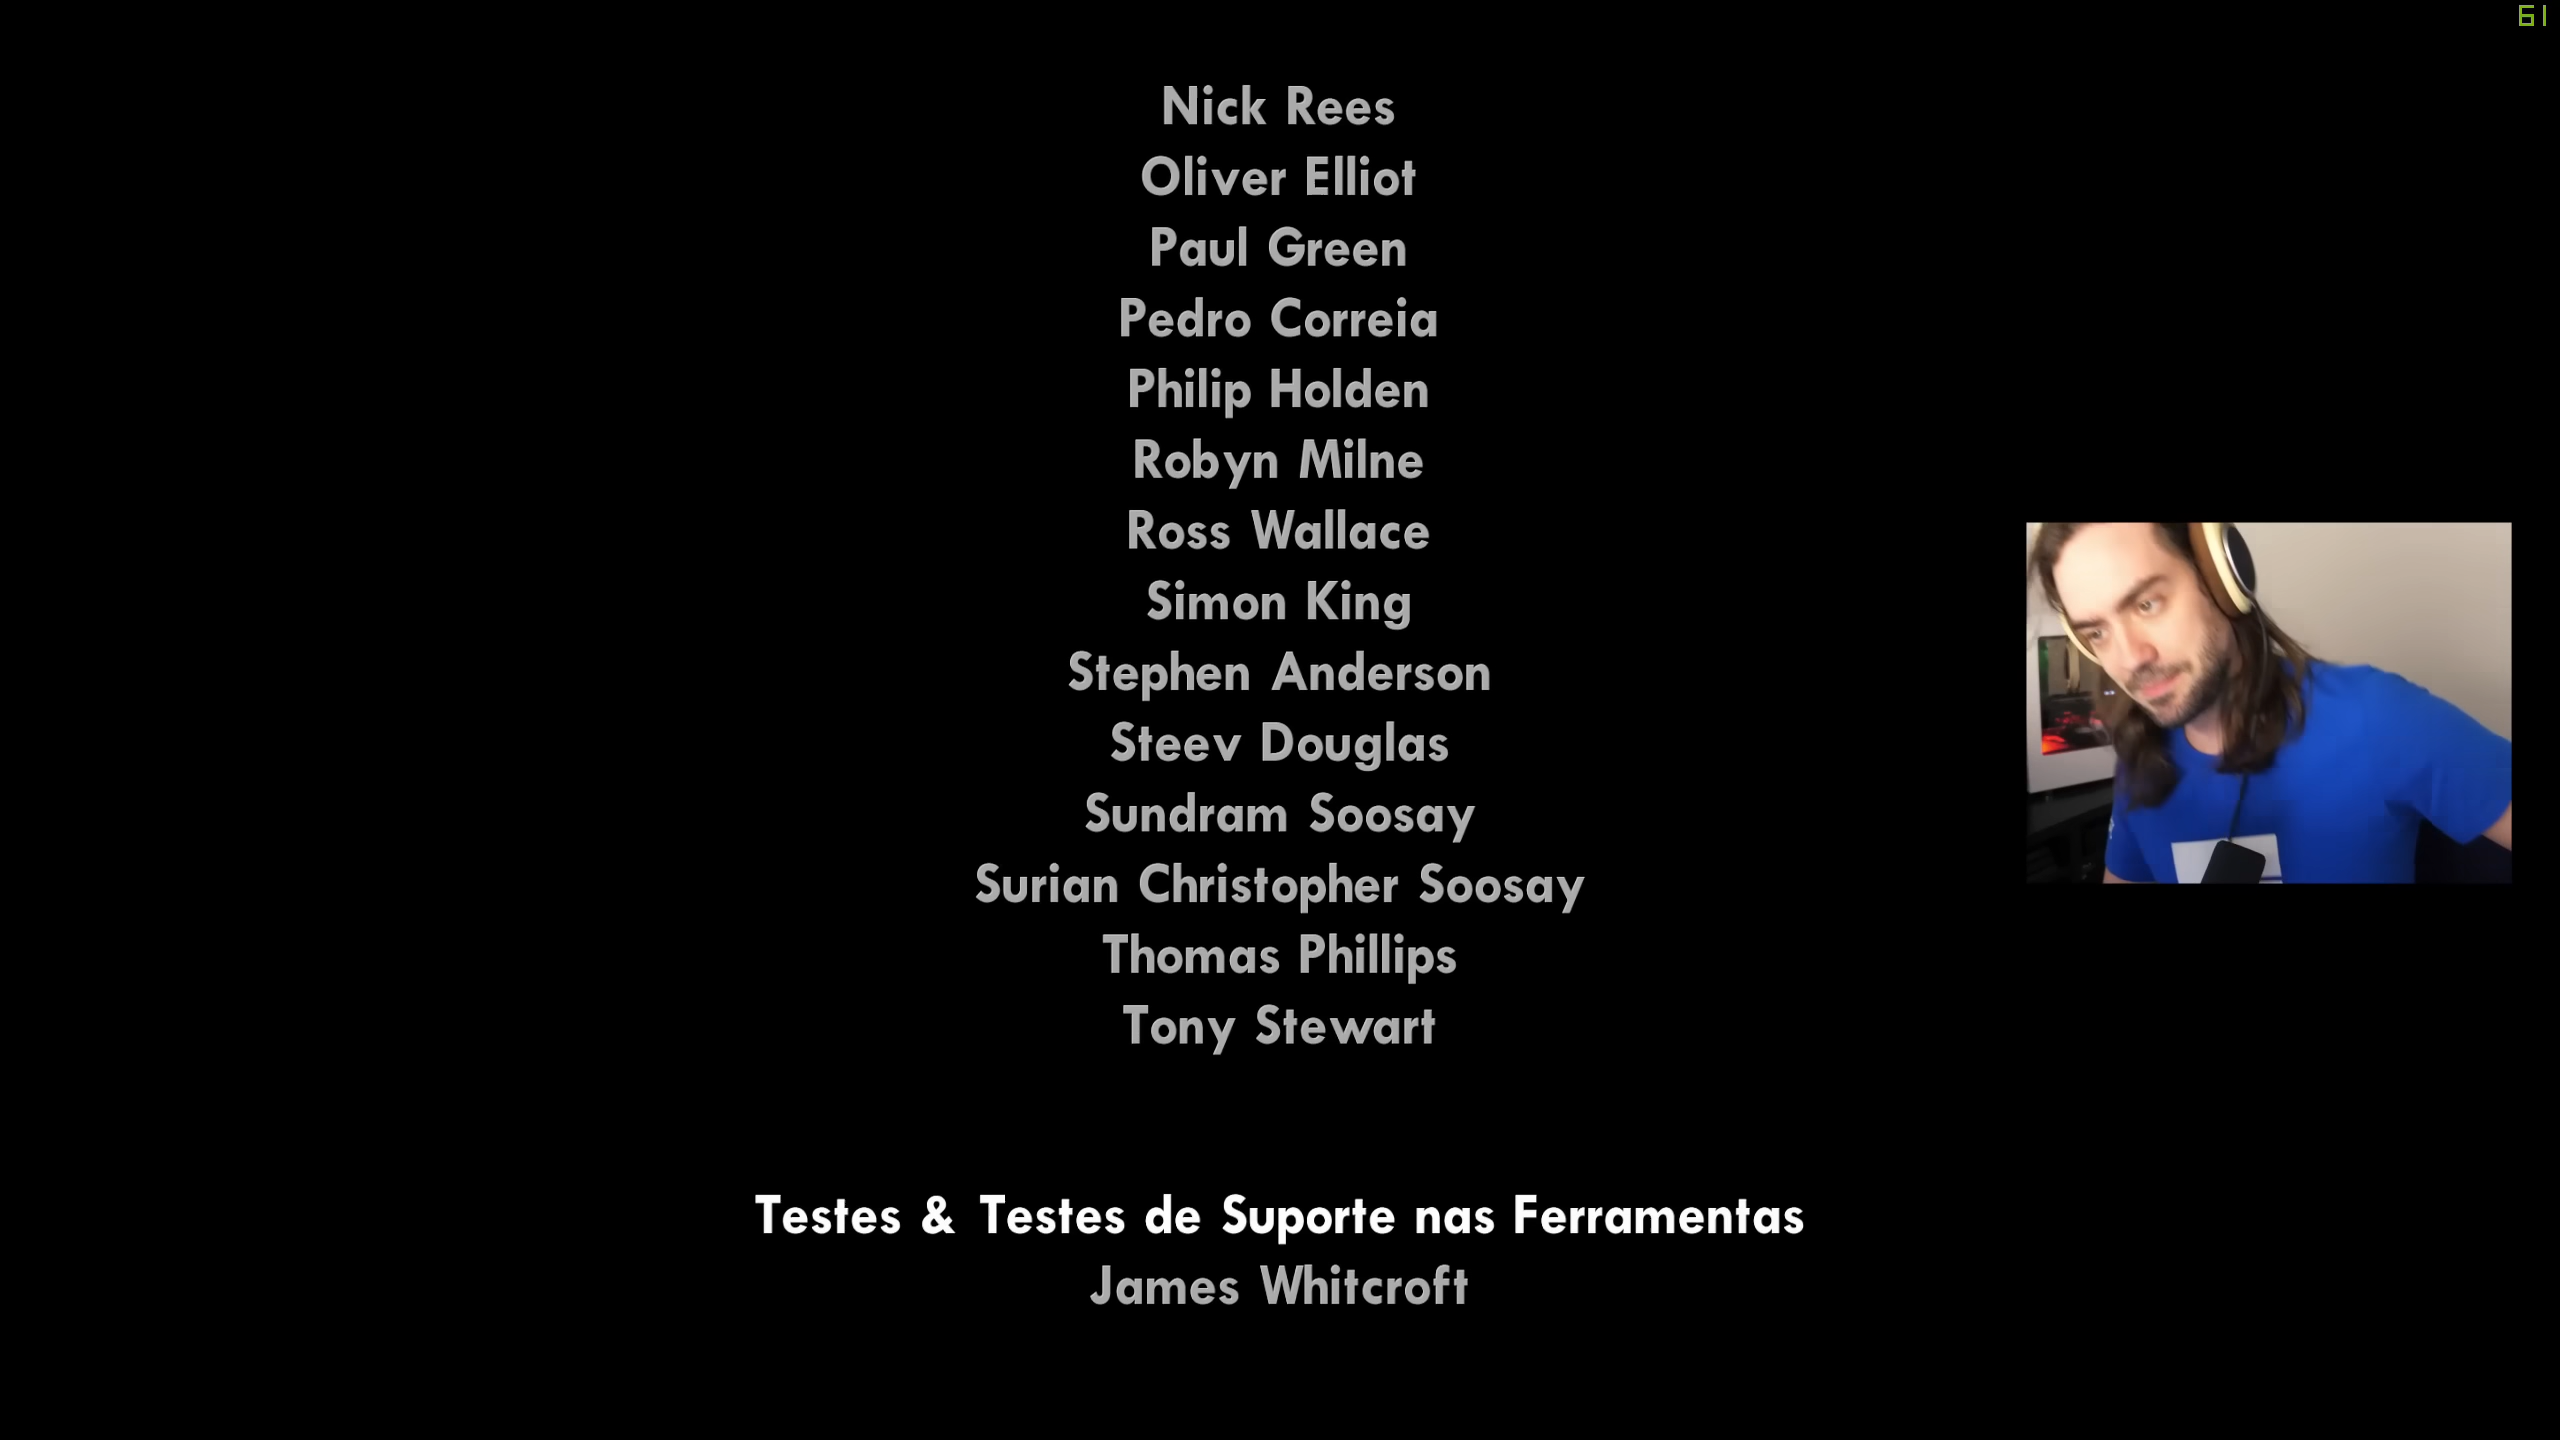 61
Nick Rees
Oliver Elliot
Paul Green
Pedro Correia
Philip Holden
Robyn Milne
Ross Wallace
Simon King
Stephen Anderson
Steev Douglas
Sundram Soosay
Surian Christopher Soosay
Thomas Phillips
Tony Stewart
Testes & Testes de Suporte nas Ferramentas
James Whitcroft